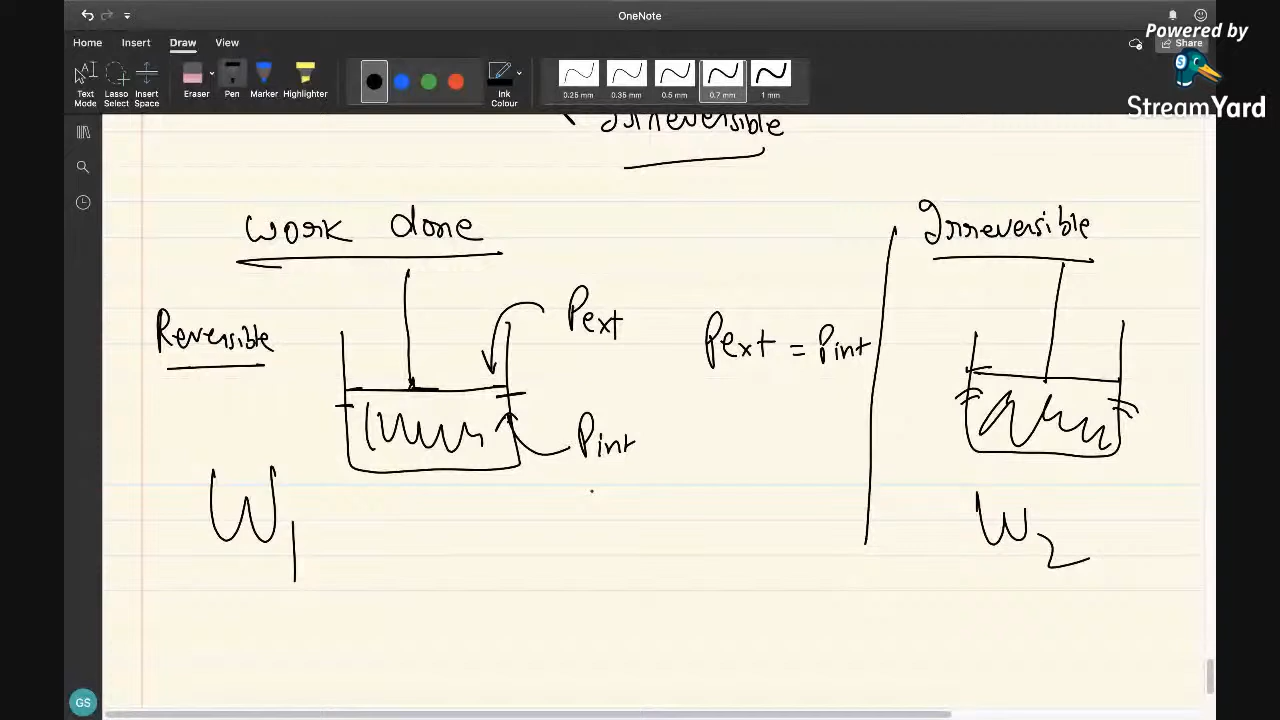 OneNote
Powered by
StreamYard
Home Insert Draw View
Share
Text Mode
Lasso Select
Insert Space
Eraser
Pen
Marker
Highlighter
Ink Colour
0.25 mm
0.35 mm
0.5 mm
0.7 mm
1 mm
Irreversible
Work done
Reversible
Pext
Pint
W1
Pext = Pint
Irreversible
W2
GS